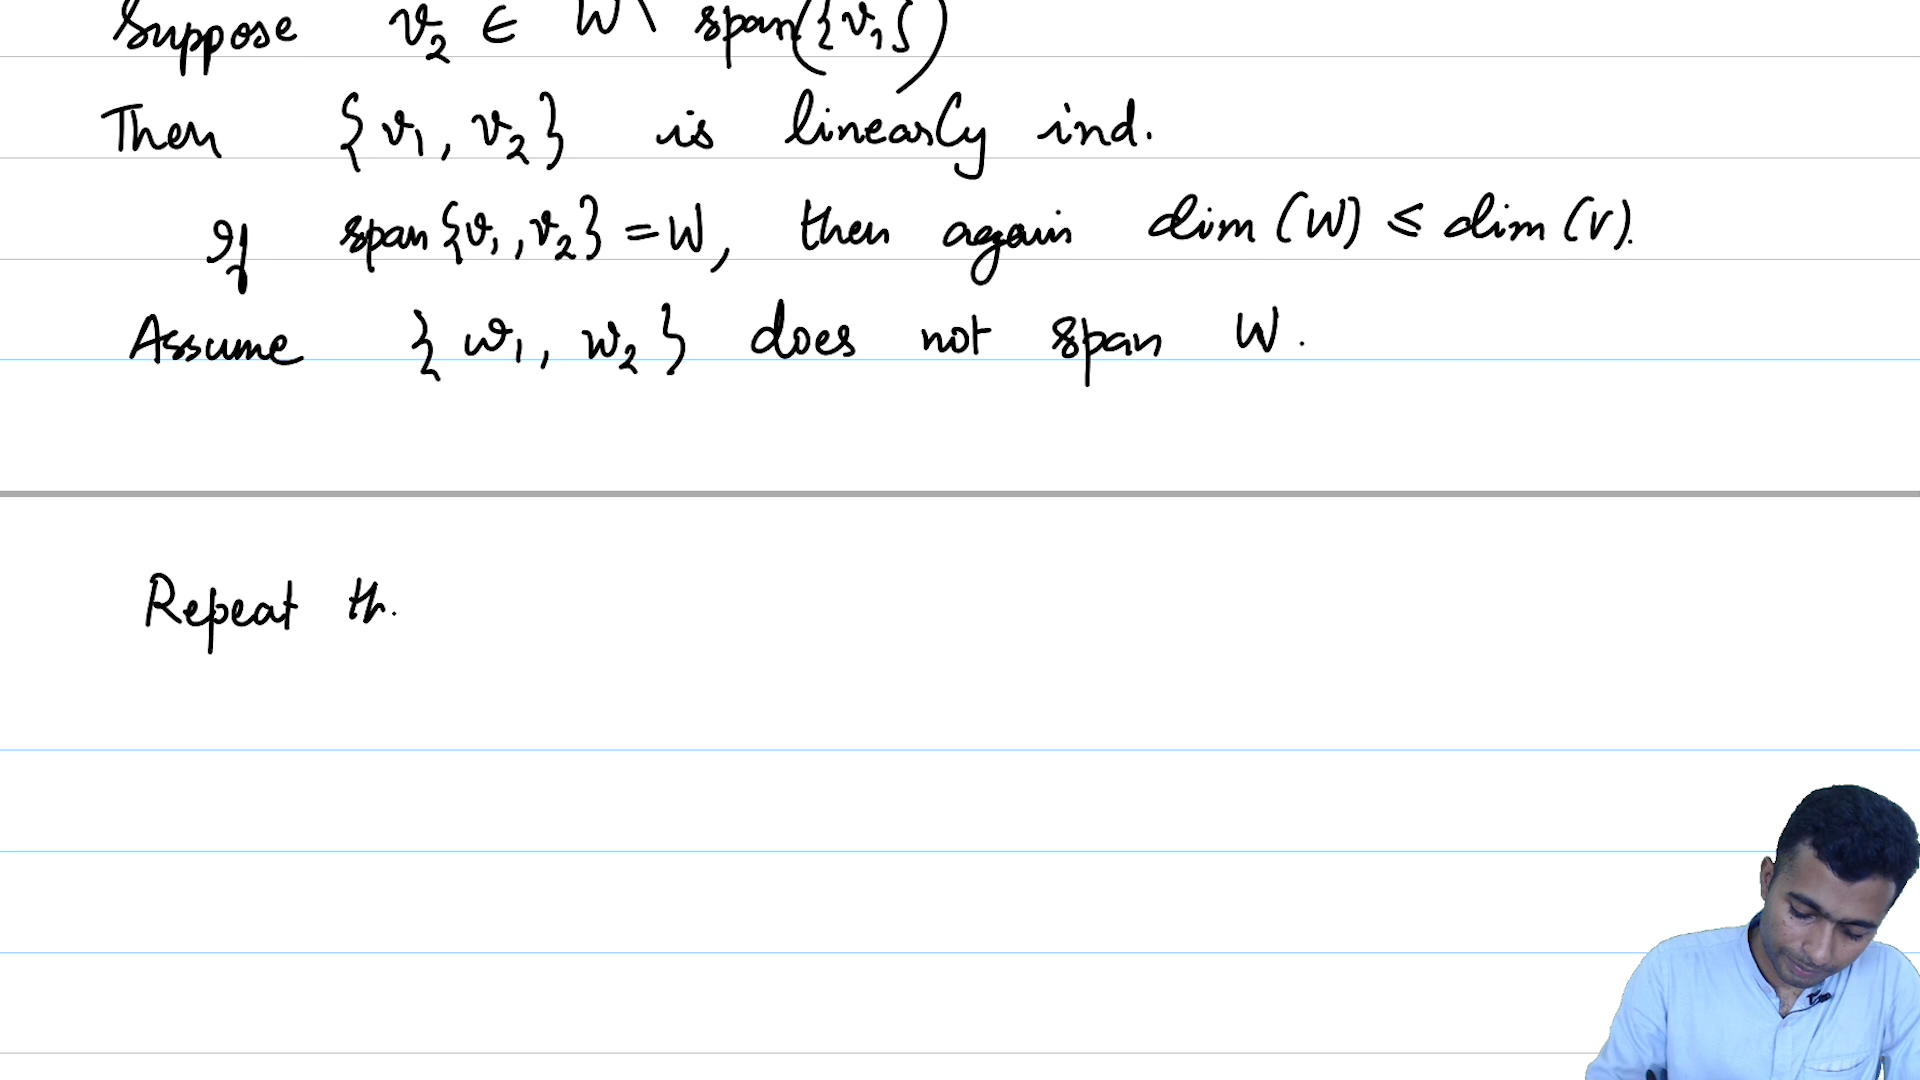 Suppose v₂ ∈ W \ span({v₁})
Then {v₁, v₂} is linearly ind.
If span{v₁, v₂} = W, then again dim (W) ≤ dim (V).
Assume {w₁, w₂} does not span W.
Repeat th.